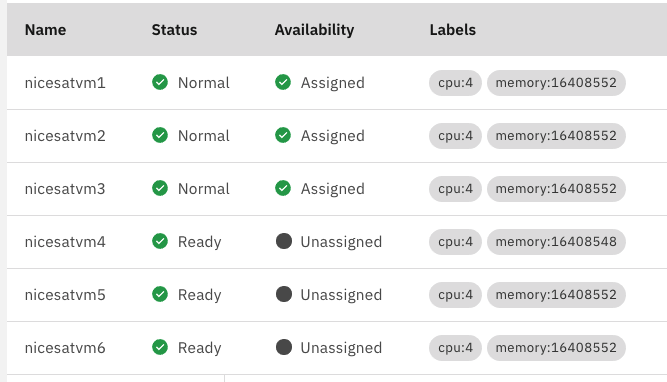 Name Status Availability Labels
nicesatvm1 Normal Assigned cpu:4 memory:16408552
nicesatvm2 Normal Assigned cpu:4 memory:16408552
nicesatvm3 Normal Assigned cpu:4 memory:16408552
nicesatvm4 Ready Unassigned cpu:4 memory:16408548
nicesatvm5 Ready Unassigned cpu:4 memory:16408552
nicesatvm6 Ready Unassigned cpu:4 memory:16408552